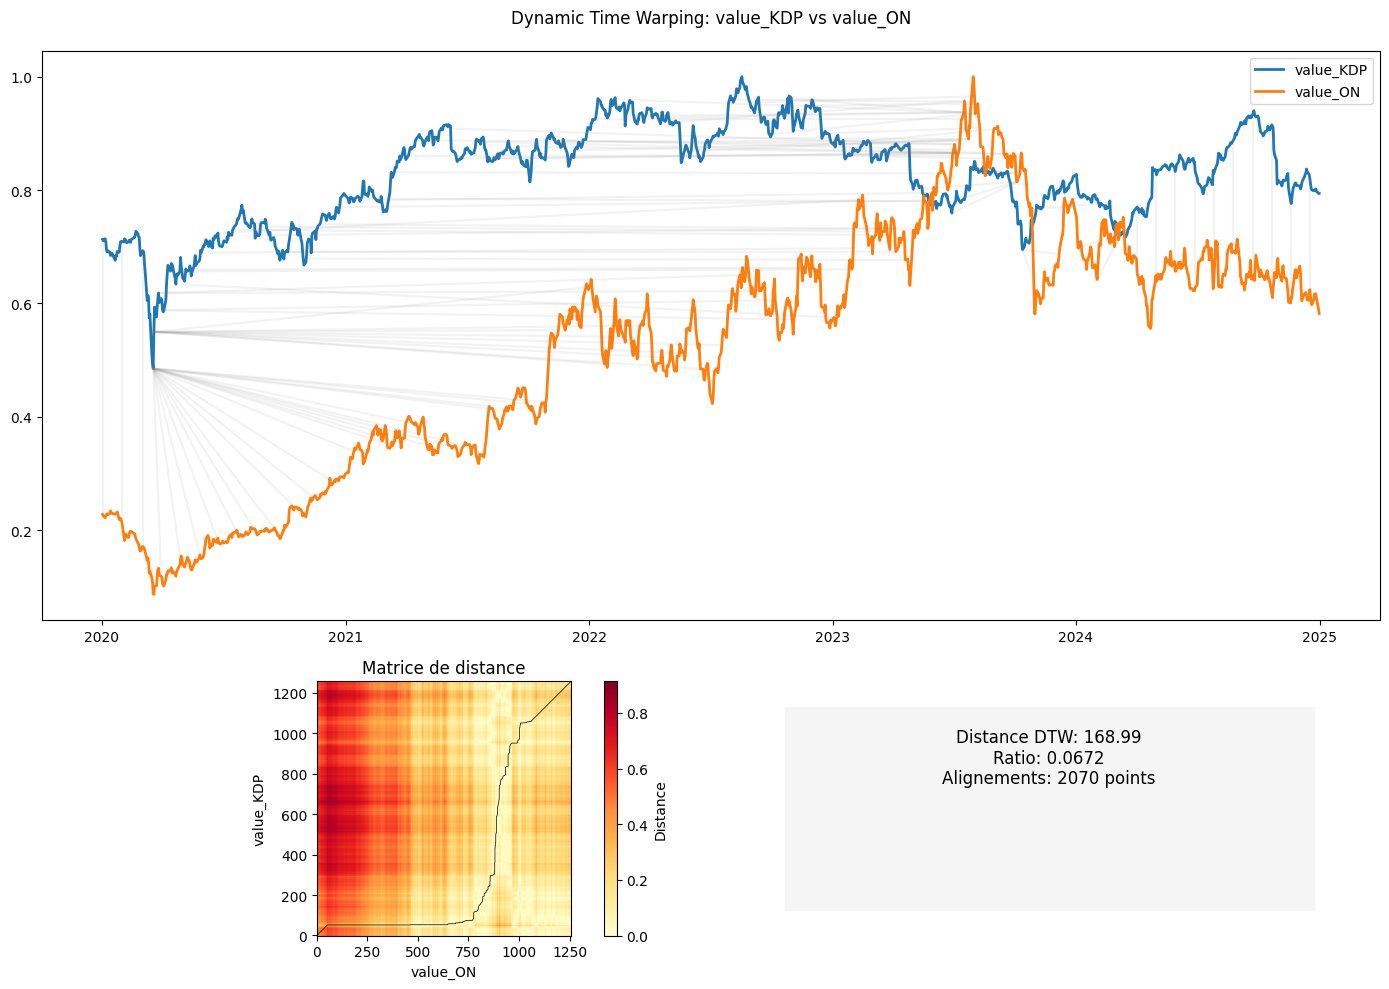 Dynamic Time Warping: value_KDP vs value_ON
value_KDP
value_ON
1.0
0.8
0.6
0.4
0.2
2020
2021
2022
2023
2024
2025
Matrice de distance
value_KDP
1200
1000
800
600
400
200
0
0
250
500
750
1000
1250
value_ON
0.8
0.6
0.4
0.2
0.0
Distance
Distance DTW: 168.99
Ratio: 0.0672
Alignements: 2070 points